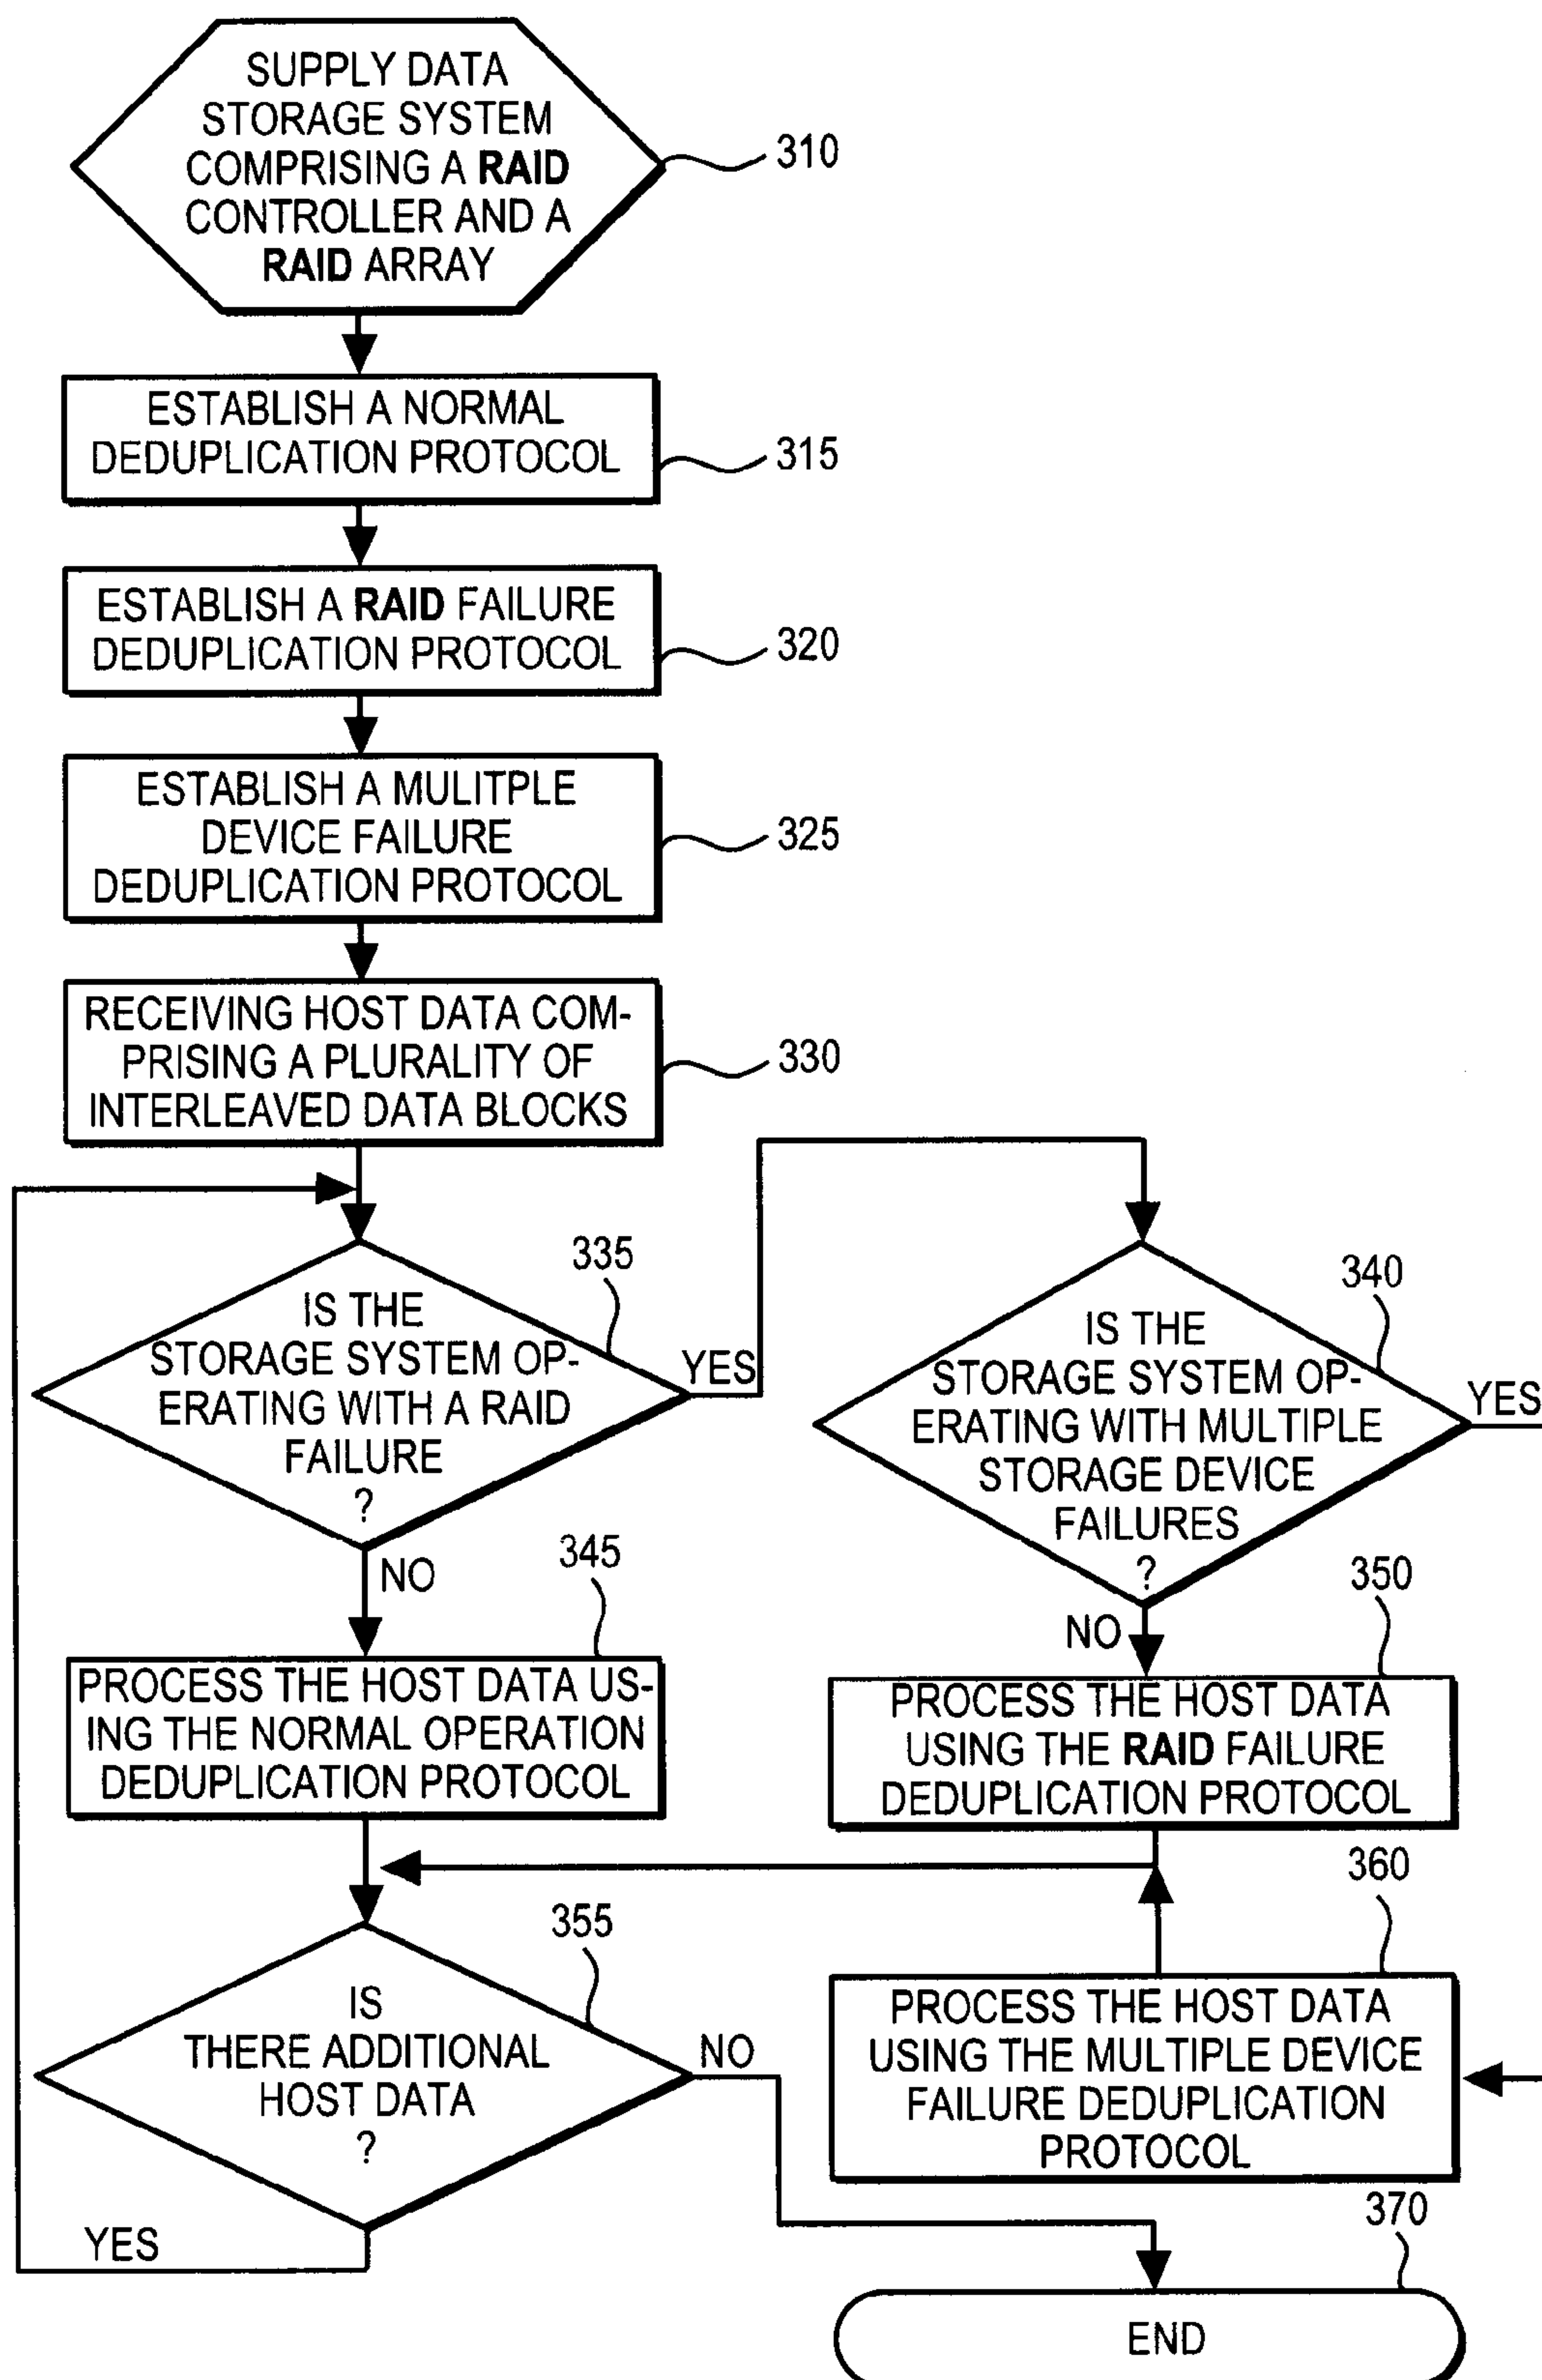 SUPPLY DATA
STORAGE SYSTEM
COMPRISING A RAID
CONTROLLER AND A
RAID ARRAY
310
ESTABLISH A NORMAL
DEDUPLICATION PROTOCOL
315
ESTABLISH A RAID FAILURE
DEDUPLICATION PROTOCOL
320
ESTABLISH A MULITPLE
DEVICE FAILURE
DEDUPLICATION PROTOCOL
325
RECEIVING HOST DATA COM-
PRISING A PLURALITY OF
INTERLEAVED DATA BLOCKS
330
335
IS THE
STORAGE SYSTEM OP-
ERATING WITH A RAID
FAILURE
?
YES
NO
340
IS THE
STORAGE SYSTEM OP-
ERATING WITH MULTIPLE
STORAGE DEVICE
FAILURES
?
YES
NO
345
PROCESS THE HOST DATA US-
ING THE NORMAL OPERATION
DEDUPLICATION PROTOCOL
350
PROCESS THE HOST DATA
USING THE RAID FAILURE
DEDUPLICATION PROTOCOL
355
IS
THERE ADDITIONAL
HOST DATA
?
NO
YES
360
PROCESS THE HOST DATA
USING THE MULTIPLE DEVICE
FAILURE DEDUPLICATION
PROTOCOL
370
END